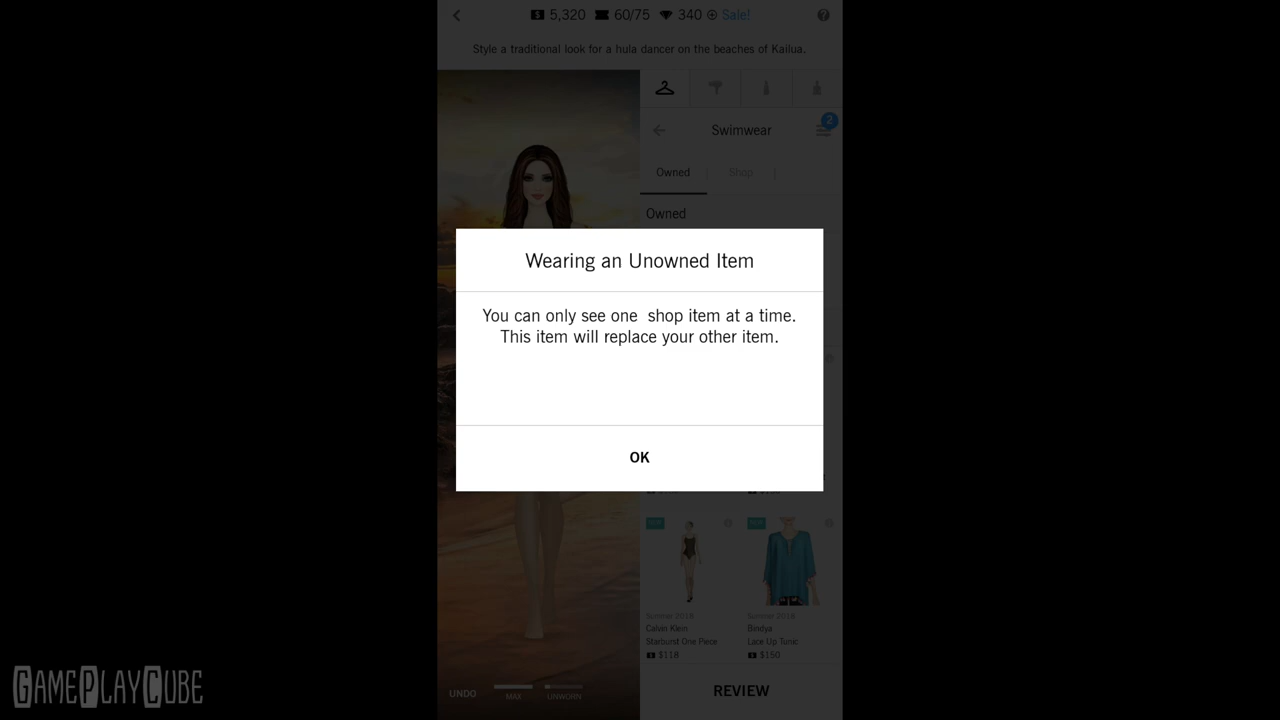 5,320 60/75 340 Sale!
Style a traditional look for a hula dancer on the beaches of Kailua.
Swimwear
2
Owned
Shop
Owned
Wearing an Unowned Item
You can only see one shop item at a time.
This item will replace your other item.
OK
Summer 2018
Calvin Klein
Starburst One Piece
$118
Summer 2018
Bindya
Lace Up Tunic
$150
UNDO
MAX
UNWORN
REVIEW
GAMEPLAYCUBE